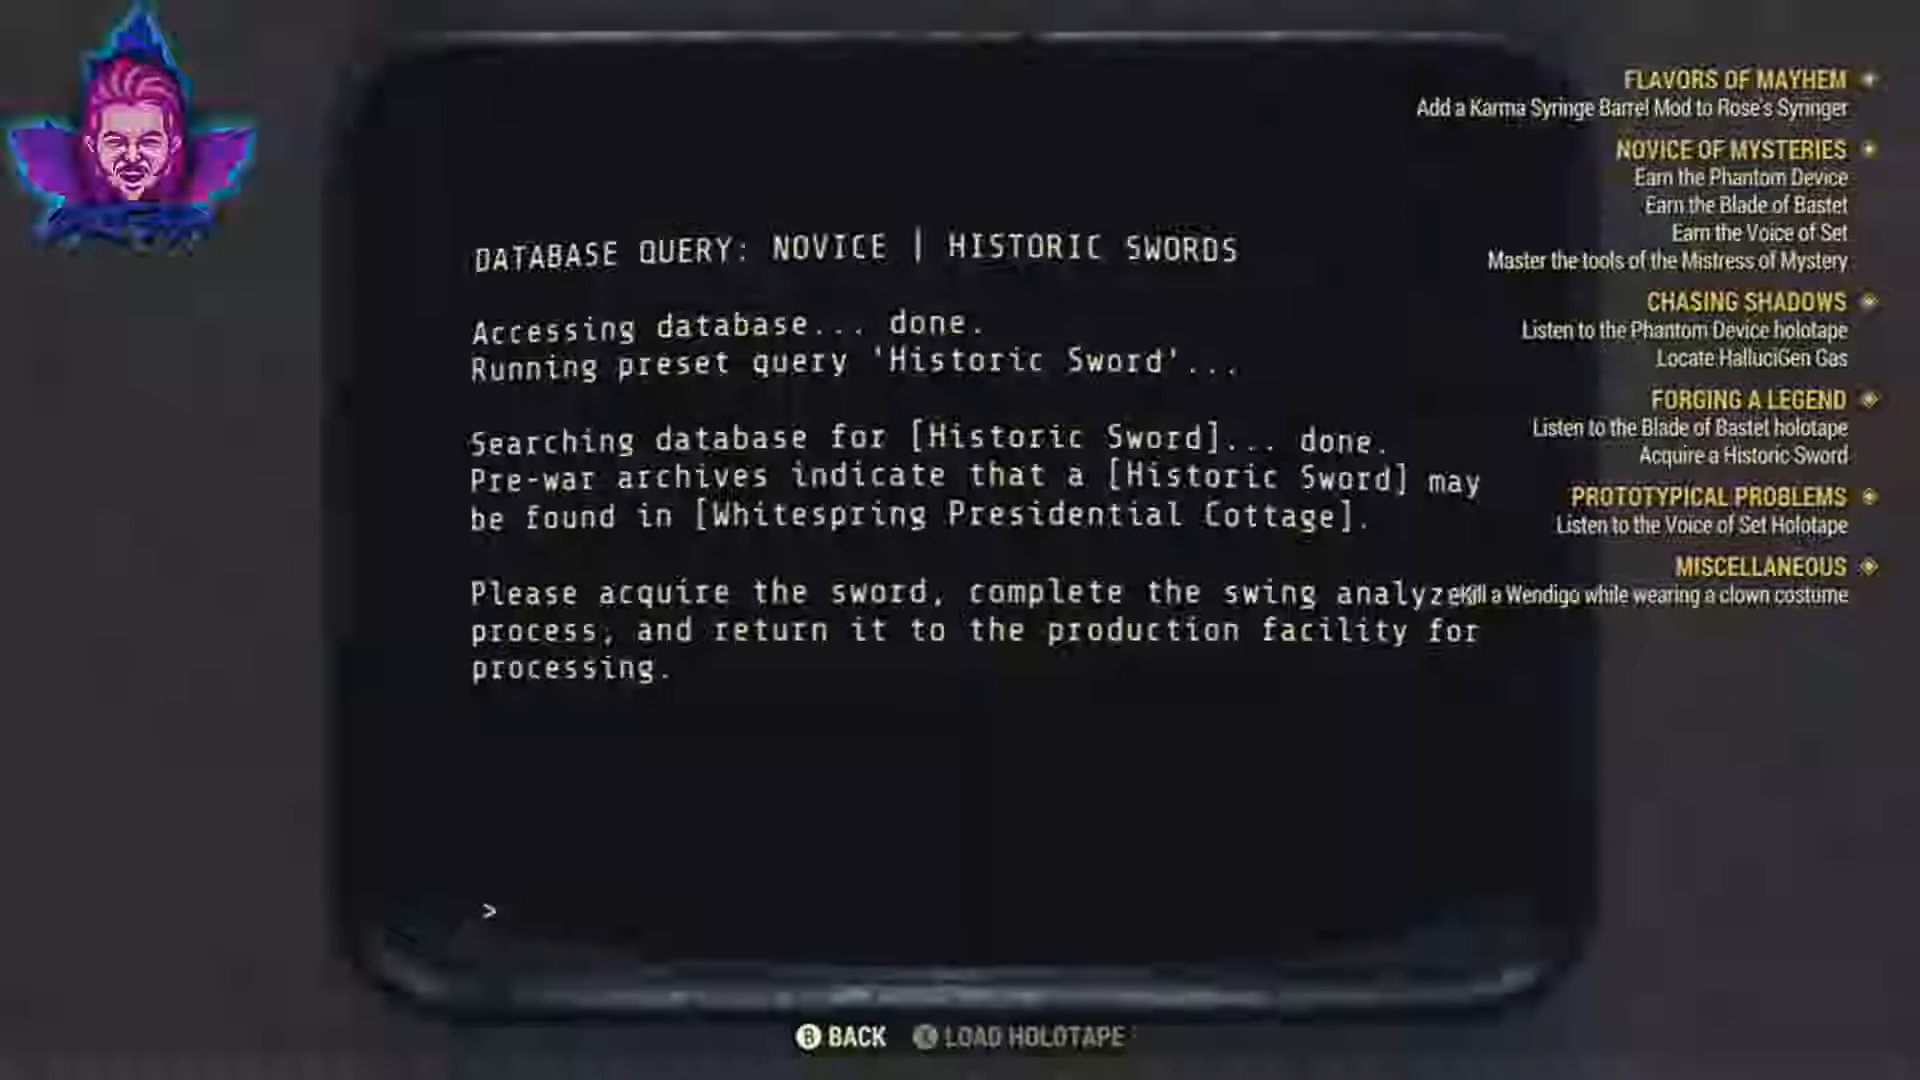 DATABASE QUERY: NOVICE | HISTORIC SWORDS
Accessing database... done.
Running preset query 'Historic Sword'...
Searching database for [Historic Sword]... done.
Pre-war archives indicate that a [Historic Sword] may
be found in [Whitespring Presidential Cottage].
Please acquire the sword, complete the swing analyzer
process, and return it to the production facility for
processing.
>
FLAVORS OF MAYHEM
Add a Karma Syringe Barrel Mod to Rose's Syringer
NOVICE OF MYSTERIES
Earn the Phantom Device
Earn the Blade of Bastet
Earn the Voice of Set
Master the tools of the Mistress of Mystery
CHASING SHADOWS
Listen to the Phantom Device holotape
Locate HalluciGen Gas
FORGING A LEGEND
Listen to the Blade of Bastet holotape
Acquire a Historic Sword
PROTOTYPICAL PROBLEMS
Listen to the Voice of Set Holotape
MISCELLANEOUS
Kill a Wendigo while wearing a clown costume
B BACK LOAD HOLOTAPE